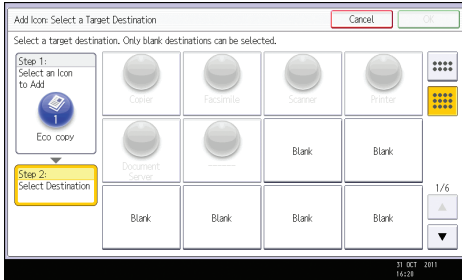 Add Icon: Select a Target Destination
Cancel
OK
Select a target destination. Only blank destinations can be selected.
Step 1:
Select an Icon
to Add
1
Eco copy
Step 2:
Select Destination
Copier
Facsimile
Scanner
Printer
Document
Server
Blank
Blank
Blank
Blank
Blank
Blank
1/6
31 OCT 2011
16:20